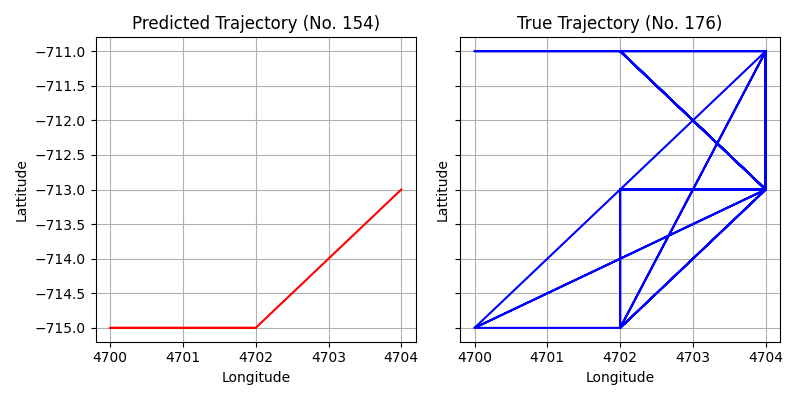 Predicted Trajectory (No. 154)
True Trajectory (No. 176)
−711.0
−711.5
−712.0
−712.5
−713.0
−713.5
−714.0
−714.5
−715.0
Lattitude
Lattitude
4700 4701 4702 4703 4704
4700 4701 4702 4703 4704
Longitude
Longitude